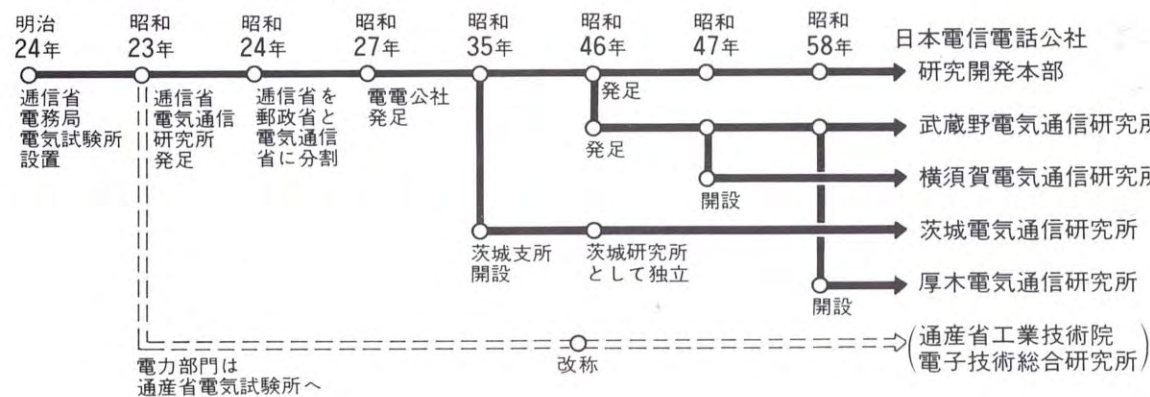 明治
24年
昭和
23年
昭和
24年
昭和
27年
昭和
35年
昭和
46年
昭和
47年
昭和
58年
日本電信電話公社
研究開発本部
逓信省
電務局
電気試験所
設置
逓信省
電気通信
研究所
発足
逓信省を
郵政省と
電気通信
省に分割
電電公社
発足
発足
発足
武蔵野電気通信研究所
開設
横須賀電気通信研究所
茨城支所
開設
茨城研究所
として独立
茨城電気通信研究所
開設
厚木電気通信研究所
電力部門は
通産省電気試験所へ
改称
(通産省工業技術院
電子技術総合研究所)